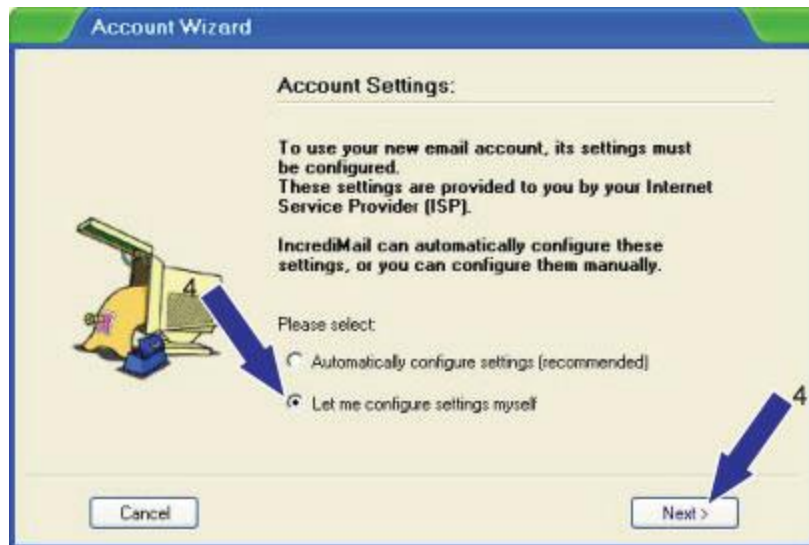 Account Wizard
Account Settings:
To use your new email account, its settings must
be configured.
These settings are provided to you by your Internet
Service Provider (ISP).
IncrediMail can automatically configure these
settings, or you can configure them manually.
4
Please select:
Automatically configure settings (recommended)
Let me configure settings myself
4
Cancel
Next >